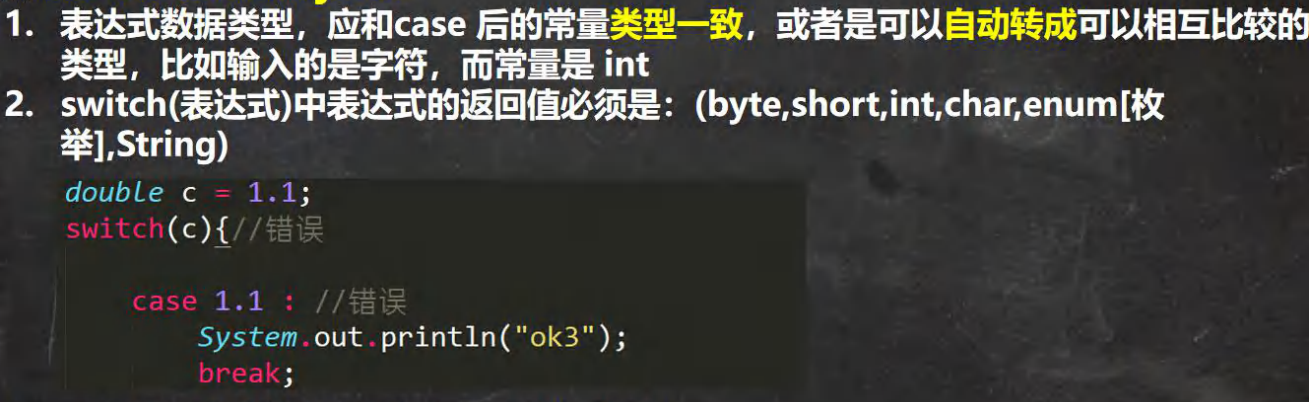 1. 表达式数据类型，应和case 后的常量类型一致，或者是可以自动转成可以相互比较的
类型，比如输入的是字符，而常量是 int
2. switch(表达式)中表达式的返回值必须是：(byte,short,int,char,enum[枚
举],String)
double c = 1.1;
switch(c){//错误
case 1.1 : //错误
System.out.println("ok3");
break;